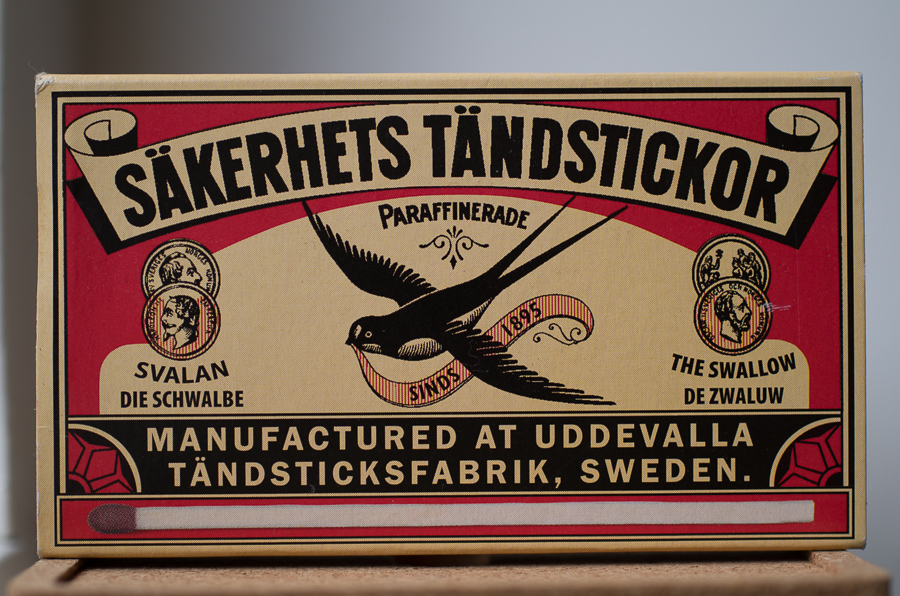 SÄKERHETS TÄNDSTICKOR
PARAFFINERADE
SVALAN
DIE SCHWALBE
SINDS 1895
THE SWALLOW
DE ZWALUW
MANUFACTURED AT UDDEVALLA
TÄNDSTICKSFABRIK, SWEDEN.